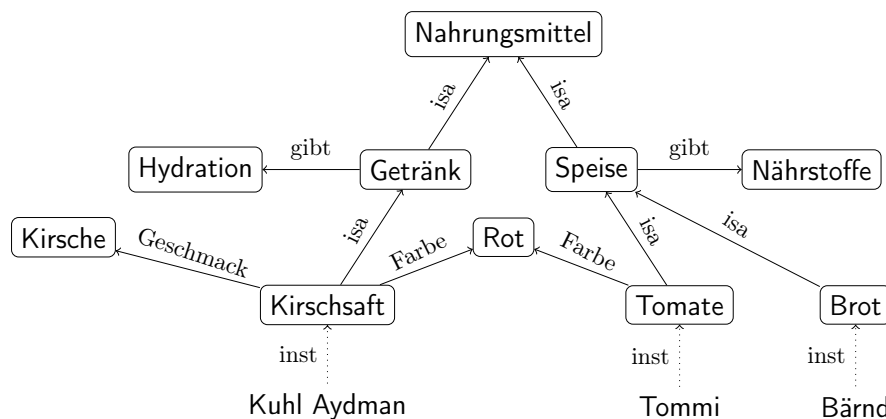 Nahrungsmittel
isa
isa
Hydration
gibt
Getränk
Speise
gibt
Nährstoffe
Kirsche
Geschmack
isa
Farbe
Rot
Farbe
isa
isa
Kirschsaft
Tomate
Brot
inst
inst
inst
Kuhl Aydman
Tommi
Bärnd